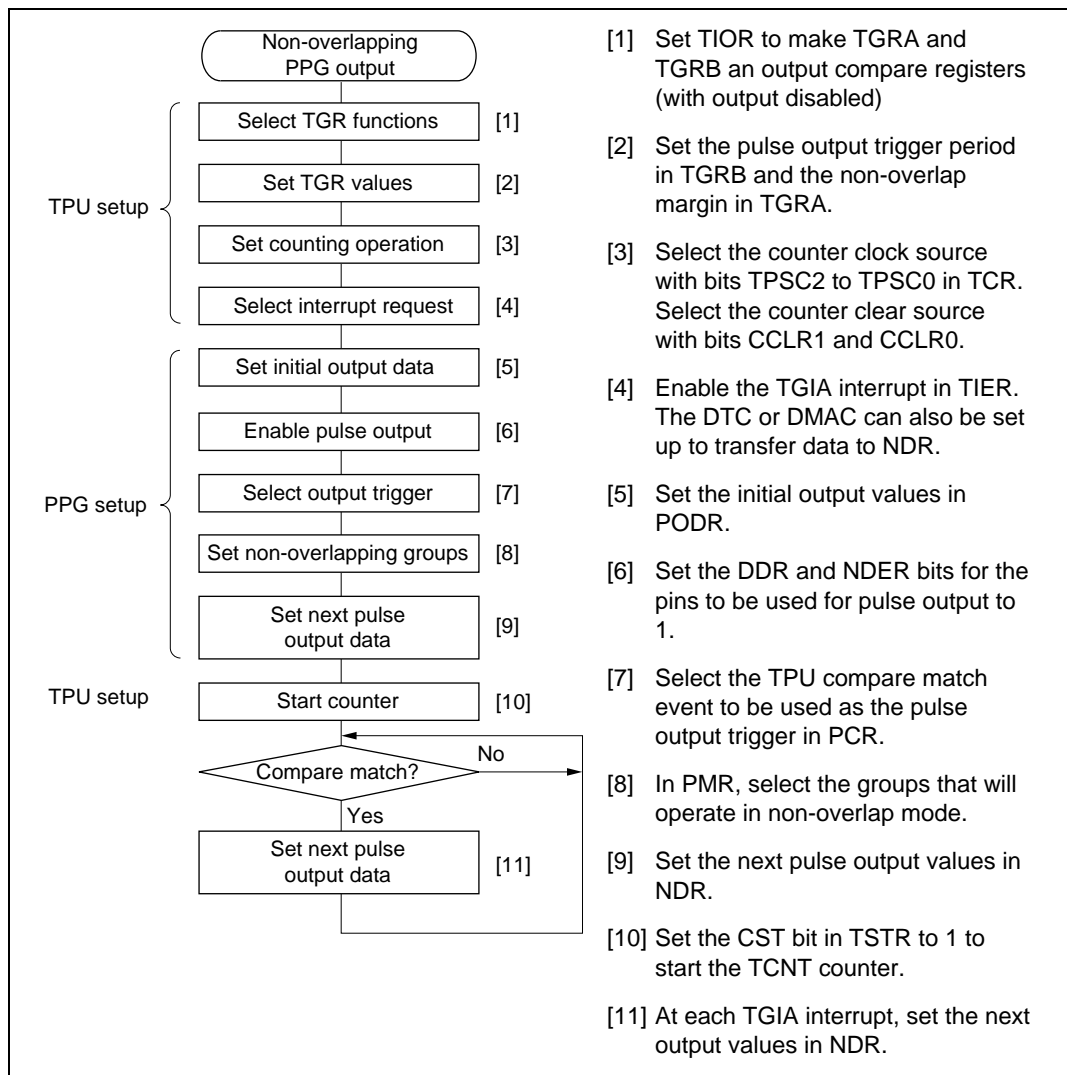 Non-overlapping
PPG output
TPU setup
Select TGR functions [1]
Set TGR values [2]
Set counting operation [3]
Select interrupt request [4]
PPG setup
Set initial output data [5]
Enable pulse output [6]
Select output trigger [7]
Set non-overlapping groups [8]
Set next pulse
output data [9]
TPU setup
Start counter [10]
Compare match?
No
Yes
Set next pulse
output data [11]
[1] Set TIOR to make TGRA and
TGRB an output compare registers
(with output disabled)
[2] Set the pulse output trigger period
in TGRB and the non-overlap
margin in TGRA.
[3] Select the counter clock source
with bits TPSC2 to TPSC0 in TCR.
Select the counter clear source
with bits CCLR1 and CCLR0.
[4] Enable the TGIA interrupt in TIER.
The DTC or DMAC can also be set
up to transfer data to NDR.
[5] Set the initial output values in
PODR.
[6] Set the DDR and NDER bits for the
pins to be used for pulse output to
1.
[7] Select the TPU compare match
event to be used as the pulse
output trigger in PCR.
[8] In PMR, select the groups that will
operate in non-overlap mode.
[9] Set the next pulse output values in
NDR.
[10] Set the CST bit in TSTR to 1 to
start the TCNT counter.
[11] At each TGIA interrupt, set the next
output values in NDR.